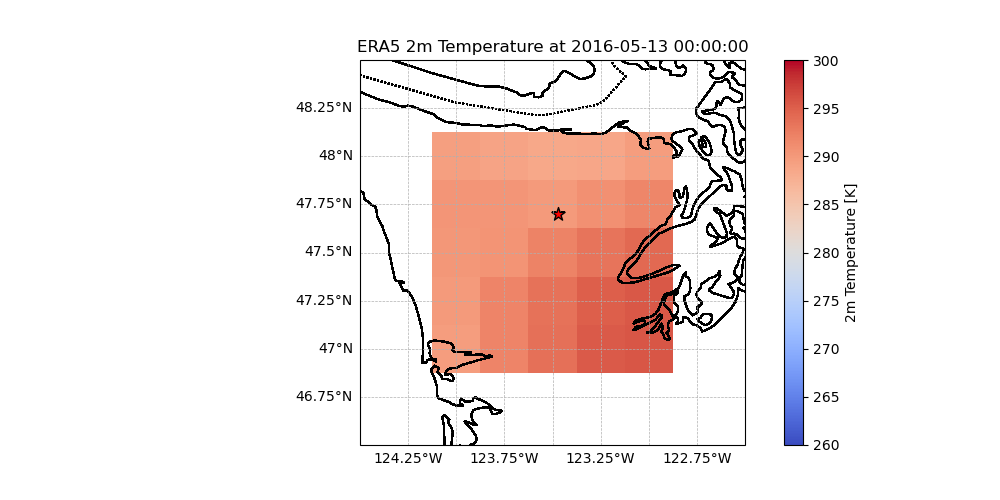 ERA5 2m Temperature at 2016-05-13 00:00:00
48.25°N
48°N
47.75°N
47.5°N
47.25°N
47°N
46.75°N
124.25°W
123.75°W
123.25°W
122.75°W
300
295
290
285
280
275
270
265
260
2m Temperature [K]